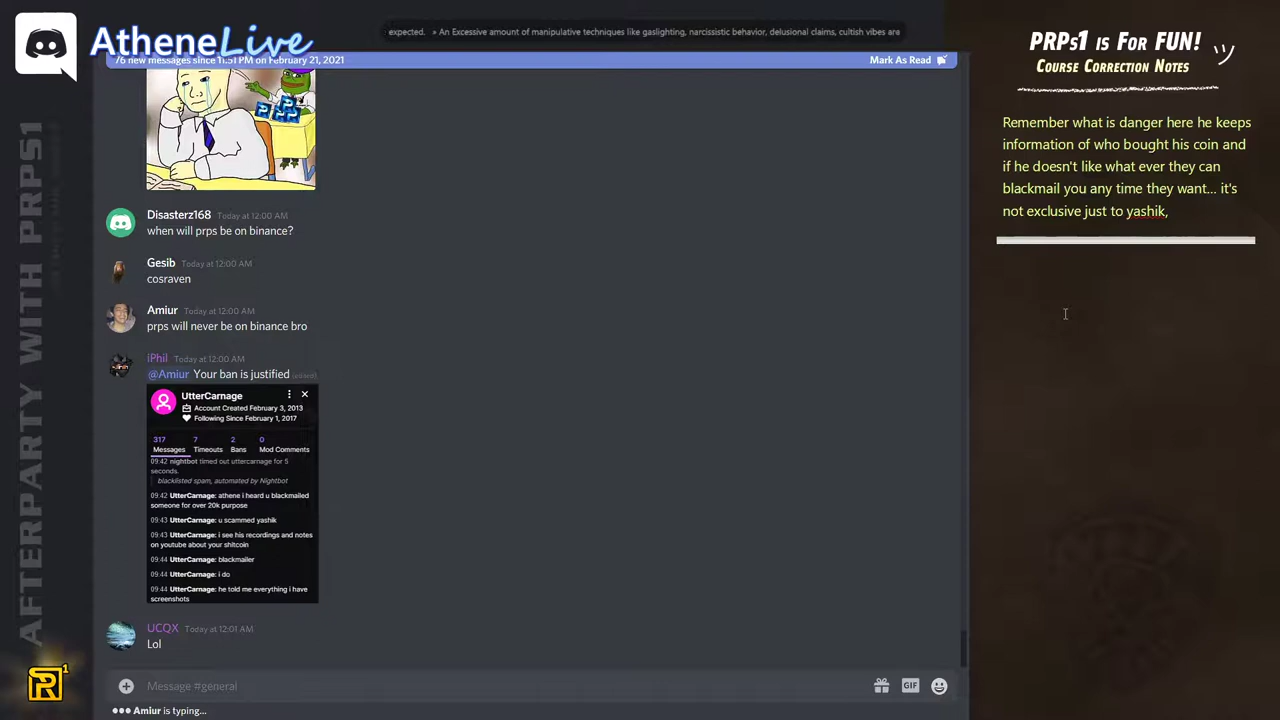 AtheneLive
expected. » An Excessive amount of manipulative techniques like gaslighting, narcissistic behavior, delusional claims, cultish vibes are
76 new messages since 11:51 PM on February 21, 2021
Mark As Read
Disasterz168 Today at 12:00 AM
when will prps be on binance?
Gesib Today at 12:00 AM
cosraven
Amiur Today at 12:00 AM
prps will never be on binance bro
iPhil Today at 12:00 AM
@Amiur Your ban is justified (edited)
UtterCarnage
Account Created February 3, 2013
Following Since February 1, 2017
317 7 2 0
Messages Timeouts Bans Mod Comments
09:42 nightbot timed out uttercarnage for 5
seconds.
blacklisted spam, automated by Nightbot
09:42 UtterCarnage: athene i heard u blackmailed
someone for over 20k purpose
09:43 UtterCarnage: u scammed yashik
09:43 UtterCarnage: i see his recordings and notes
on youtube about your shitcoin
09:44 UtterCarnage: blackmailer
09:44 UtterCarnage: i do
09:44 UtterCarnage: he told me everything i have
screenshots
UCQX Today at 12:01 AM
Lol
Message #general
GIF
Amiur is typing...
AFTERPARTY WITH PRPS1
R1
PRPs1 is For FUN! ツ
Course Correction Notes
Remember what is danger here he keeps
information of who bought his coin and
if he doesn't like what ever they can
blackmail you any time they want... it's
not exclusive just to yashik,